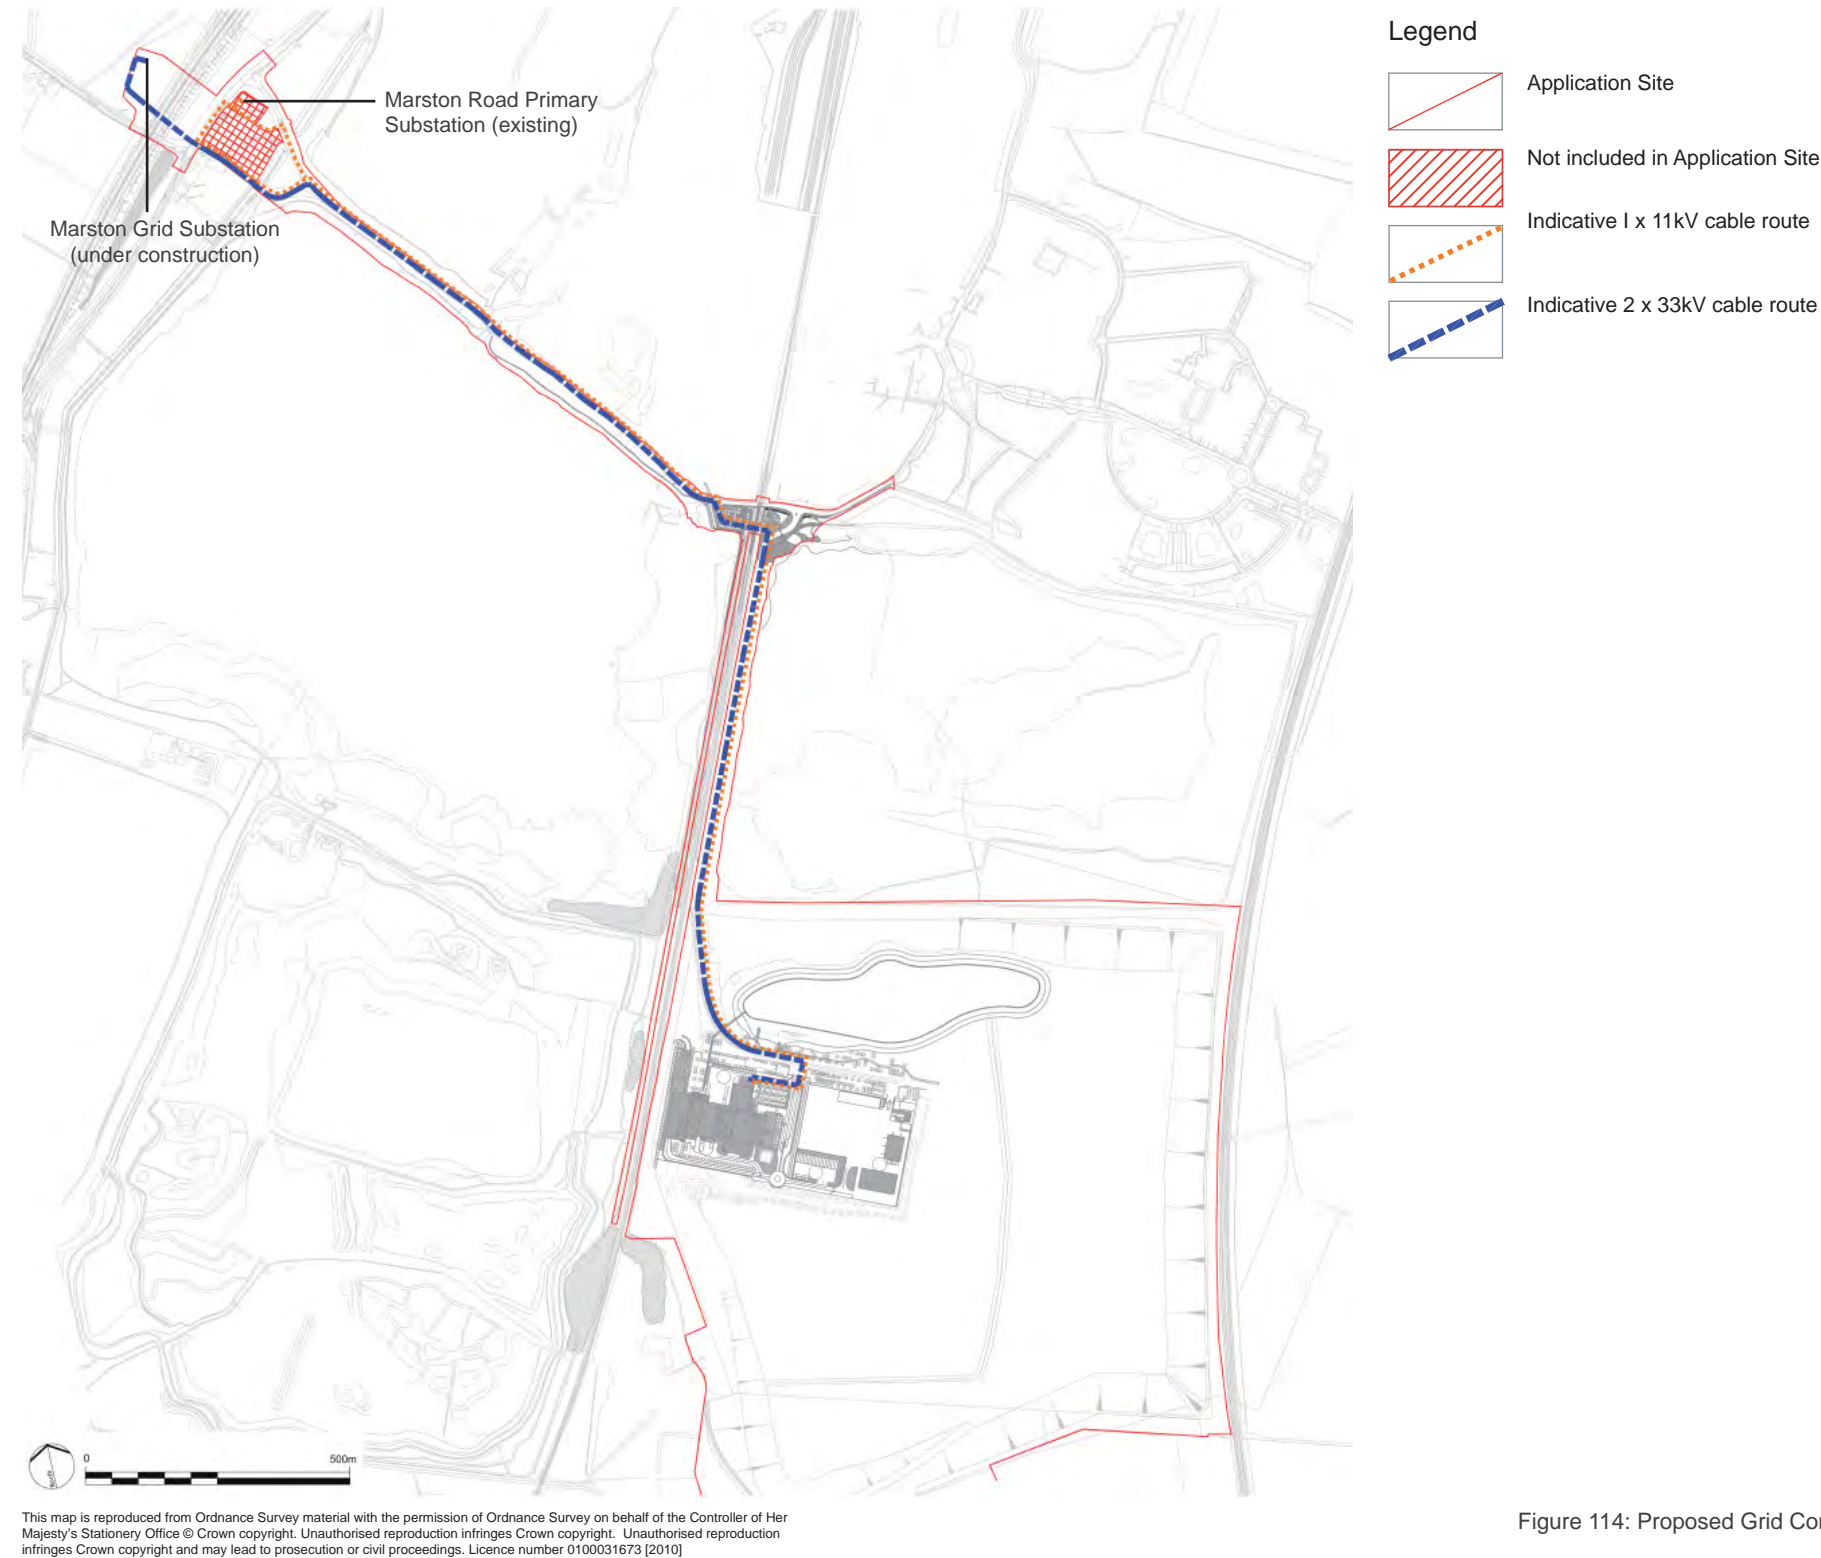 Legend
Application Site
Not included in Application Site
Indicative I x 11kV cable route
Indicative 2 x 33kV cable route
Marston Road Primary
Substation (existing)
Marston Grid Substation
(under construction)
0
500m
This map is reproduced from Ordnance Survey material with the permission of Ordnance Survey on behalf of the Controller of Her
Majesty's Stationery Office © Crown copyright. Unauthorised reproduction infringes Crown copyright. Unauthorised reproduction
infringes Crown copyright and may lead to prosecution or civil proceedings. Licence number 0100031673 [2010]
Figure 114: Proposed Grid